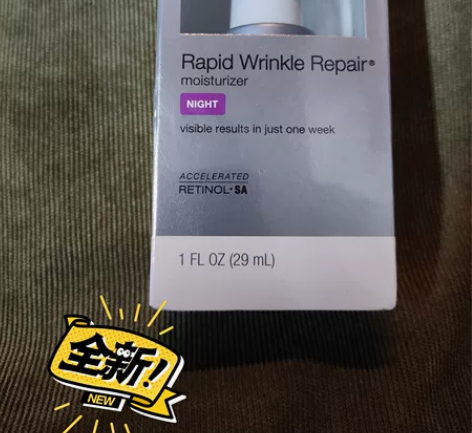 Rapid Wrinkle Repair®
moisturizer
NIGHT
visible results in just one week
ACCELERATED
RETINOL·SA
1 FL OZ (29 mL)
全新!
NEW